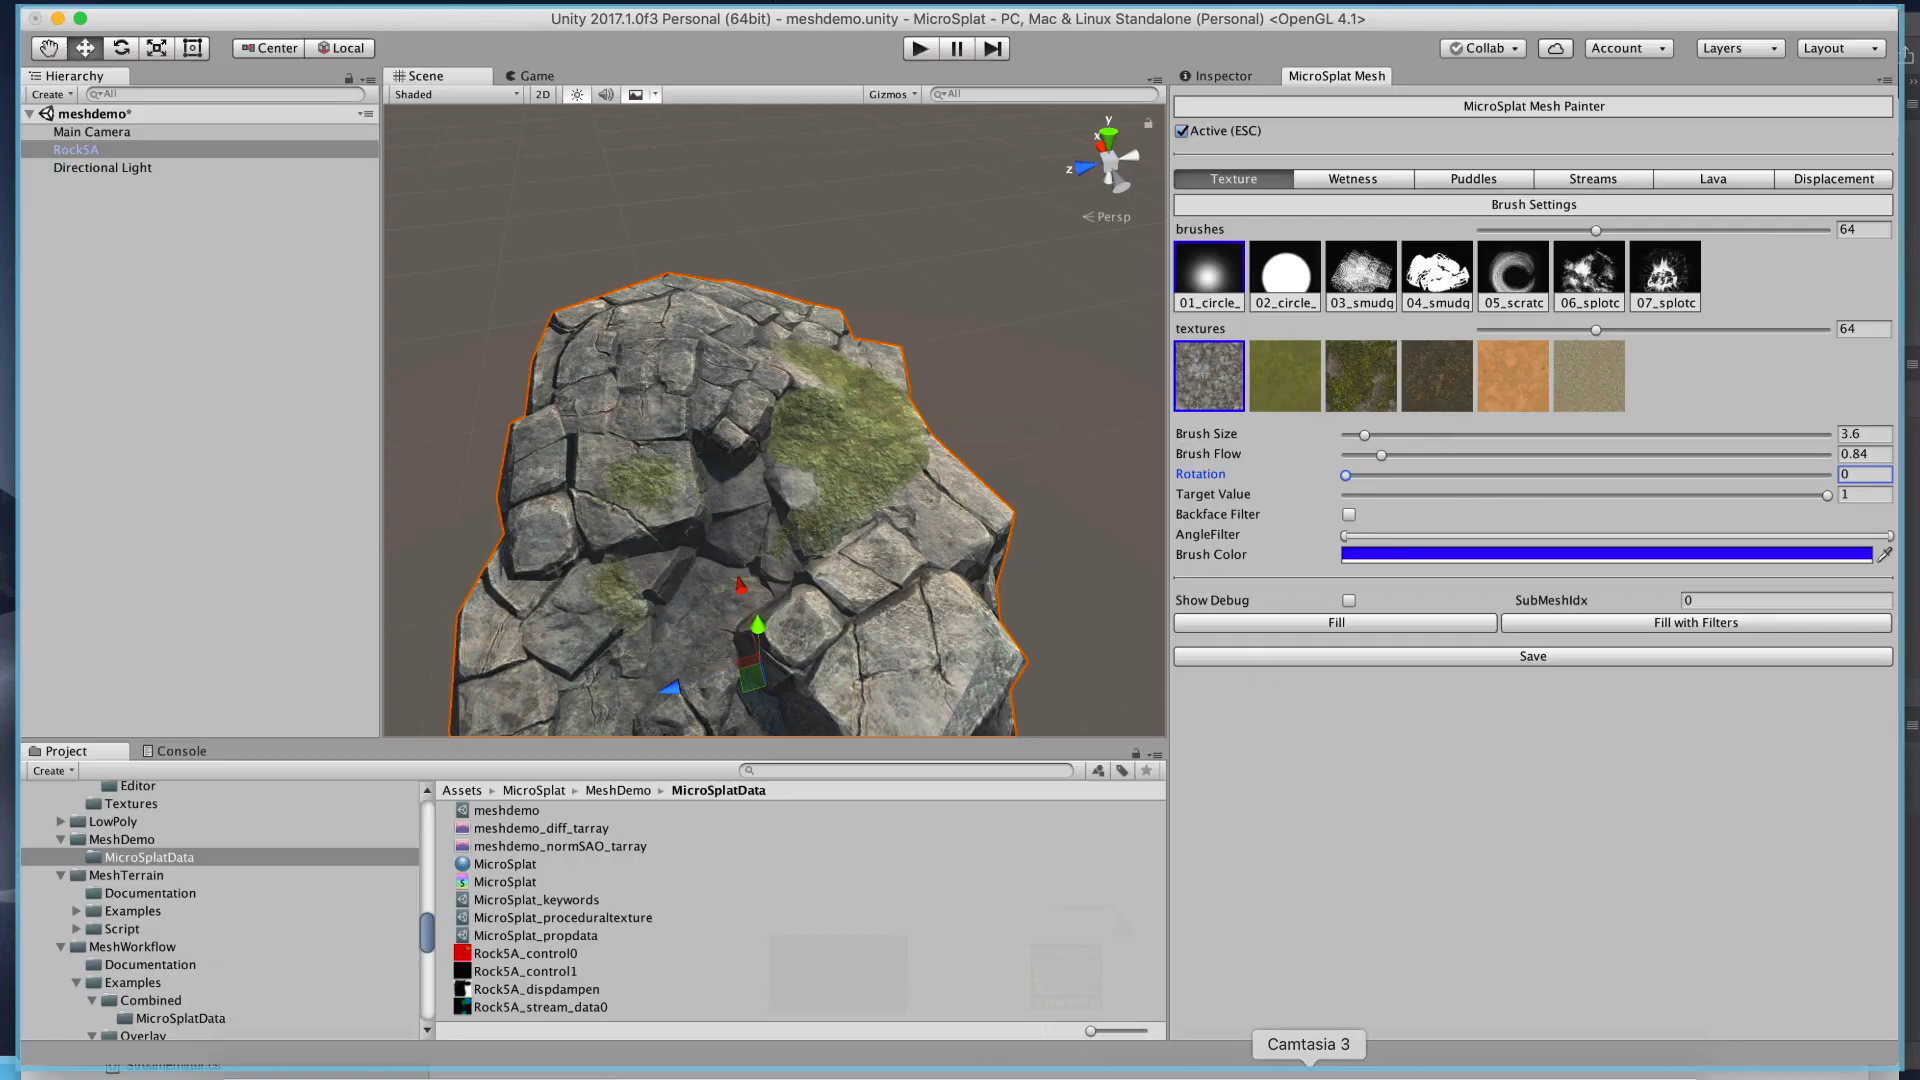 Unity 2017.1.0f3 Personal (64bit) - meshdemo.unity - MicroSplat - PC, Mac & Linux Standalone (Personal) <OpenGL 4.1>
Center
Local
Collab
Account
Layers
Layout
Hierarchy
Create
All
meshdemo*
Main Camera
Rock5A
Directional Light
Scene
Game
Shaded
2D
Gizmos
All
y
x
z
Persp
Inspector
MicroSplat Mesh
MicroSplat Mesh Painter
Active (ESC)
Texture
Wetness
Puddles
Streams
Lava
Displacement
Brush Settings
brushes
64
01_circle_
02_circle_
03_smudg
04_smudg
05_scratc
06_splotc
07_splotc
textures
64
Brush Size
3.6
Brush Flow
0.84
Rotation
0
Target Value
1
Backface Filter
AngleFilter
Brush Color
Show Debug
SubMeshIdx
0
Fill
Fill with Filters
Save
Project
Console
Create
Editor
Textures
LowPoly
MeshDemo
MicroSplatData
MeshTerrain
Documentation
Examples
Script
MeshWorkflow
Documentation
Examples
Combined
MicroSplatData
Overlay
Assets
MicroSplat
MeshDemo
MicroSplatData
meshdemo
meshdemo_diff_tarray
meshdemo_normSAO_tarray
MicroSplat
MicroSplat
MicroSplat_keywords
MicroSplat_proceduraltexture
MicroSplat_propdata
Rock5A_control0
Rock5A_control1
Rock5A_dispdampen
Rock5A_stream_data0
Camtasia 3